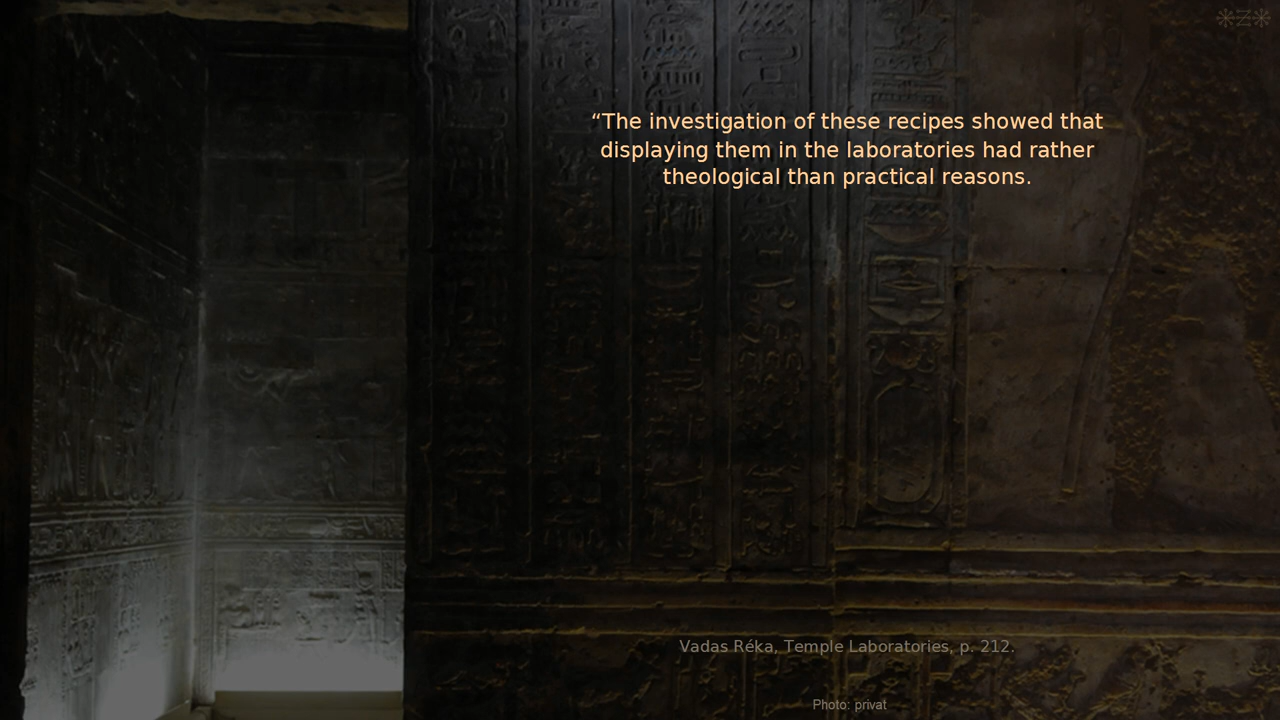 “The investigation of these recipes showed that
displaying them in the laboratories had rather
theological than practical reasons.
Vadas Réka, Temple Laboratories, p. 212.
Photo: privat